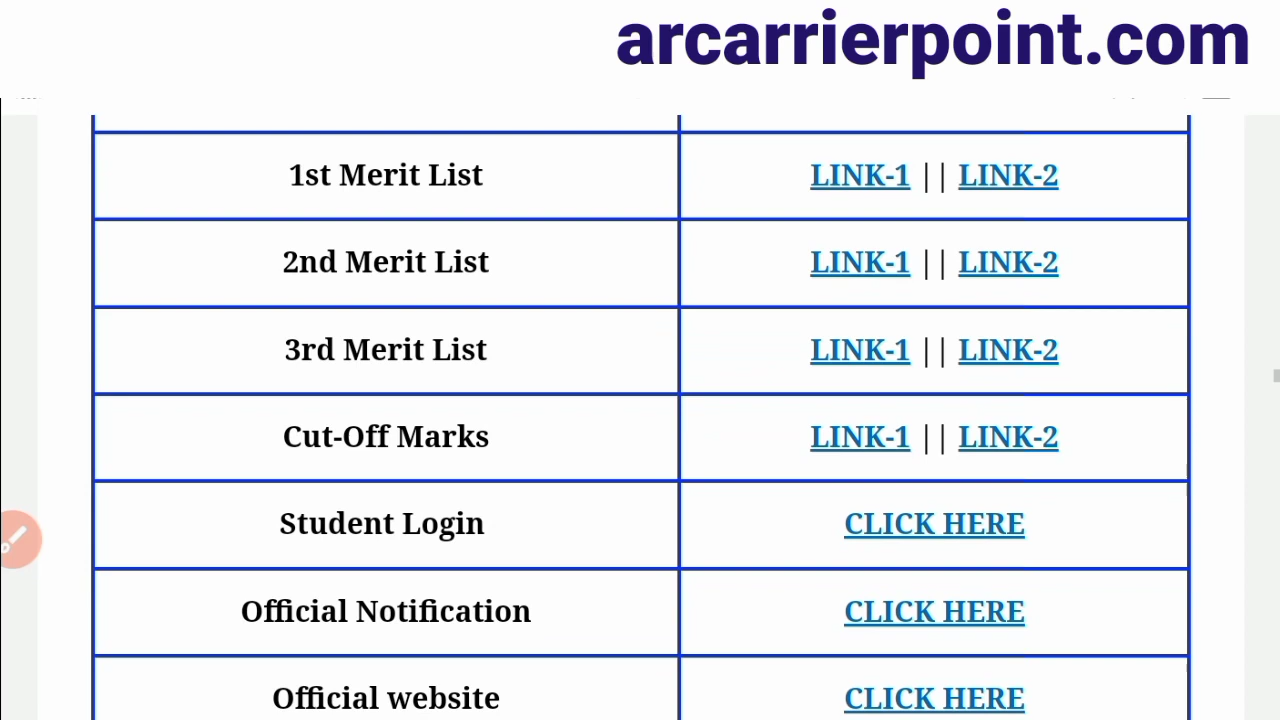 arcarrierpoint.com
1st Merit List LINK-1 || LINK-2
2nd Merit List LINK-1 || LINK-2
3rd Merit List LINK-1 || LINK-2
Cut-Off Marks LINK-1 || LINK-2
Student Login CLICK HERE
Official Notification CLICK HERE
Official website CLICK HERE